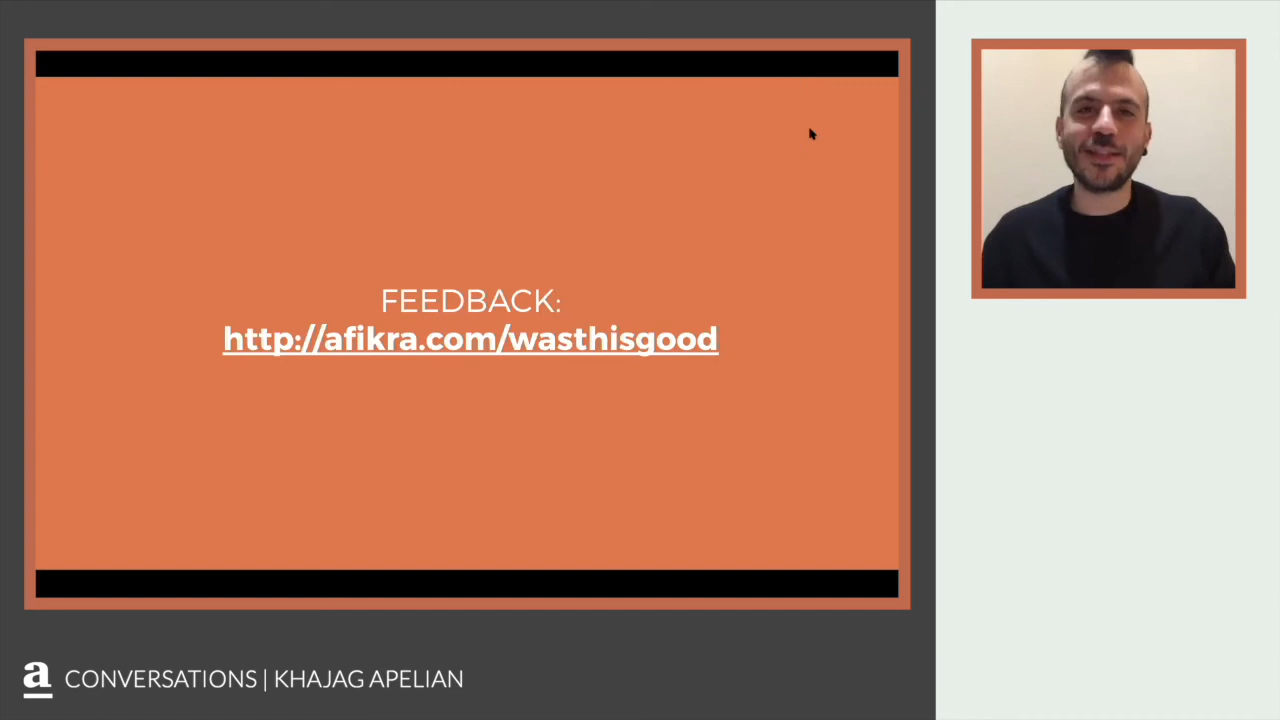 FEEDBACK:
http://afikra.com/wasthisgood
a CONVERSATIONS | KHAJAG APELIAN